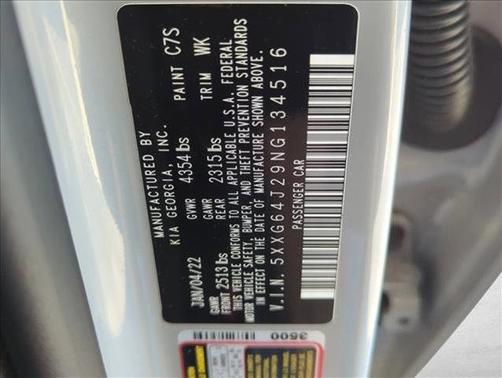 MANUFACTURED BY
KIA GEORGIA, INC.
PAINT C7S
GVWR 4354 lbs
TRIM WK
JAN/04/22
GAWR FRONT 2513 lbs
GAWR REAR 2315 lbs
THIS VEHICLE CONFORMS TO ALL APPLICABLE U.S.A. FEDERAL
MOTOR VEHICLE SAFETY, BUMPER, AND THEFT PREVENTION STANDARDS
IN EFFECT ON THE DATE OF MANUFACTURE SHOWN ABOVE.
V.I.N. 5XXG64J29NG134516
PASSENGER CAR
3500